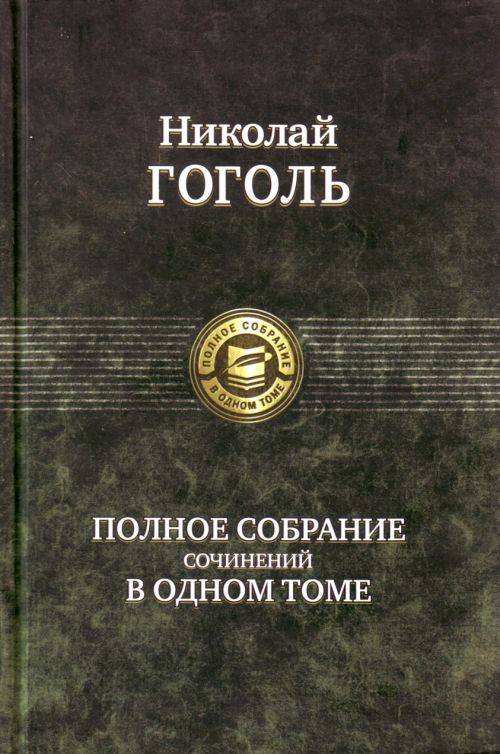 Николай
ГОГОЛЬ
ПОЛНОЕ СОБРАНИЕ
В ОДНОМ ТОМЕ
ПОЛНОЕ СОБРАНИЕ
СОЧИНЕНИЙ
В ОДНОМ ТОМЕ